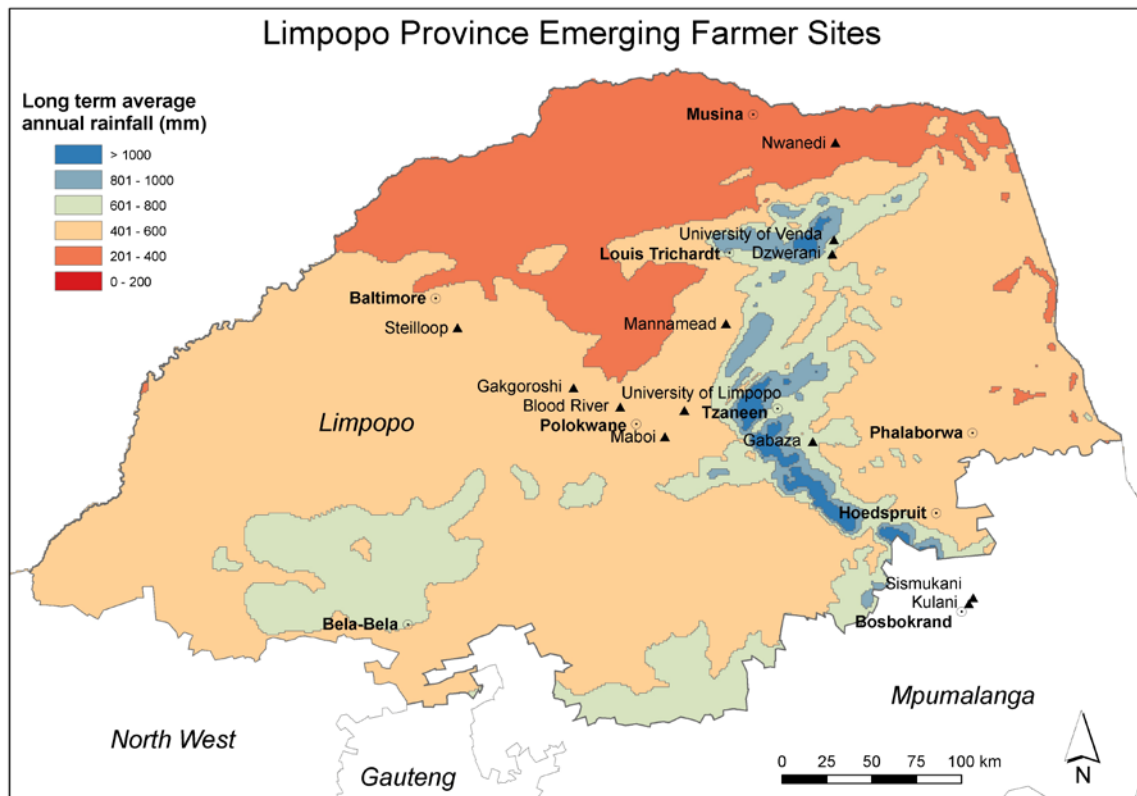 Limpopo Province Emerging Farmer Sites
Long term average
annual rainfall (mm)
> 1000
801 - 1000
601 - 800
401 - 600
201 - 400
0 - 200
Musina
Nwanedi
University of Venda
Louis Trichardt
Dzwerani
Baltimore
Steilloop
Mannamead
Gakgoroshi
University of Limpopo
Blood River
Tzaneen
Limpopo
Polokwane
Maboi
Gabaza
Phalaborwa
Hoedspruit
Sismukani
Kulani
Bosbokrand
Bela-Bela
Mpumalanga
North West
Gauteng
0 25 50 75 100 km
N